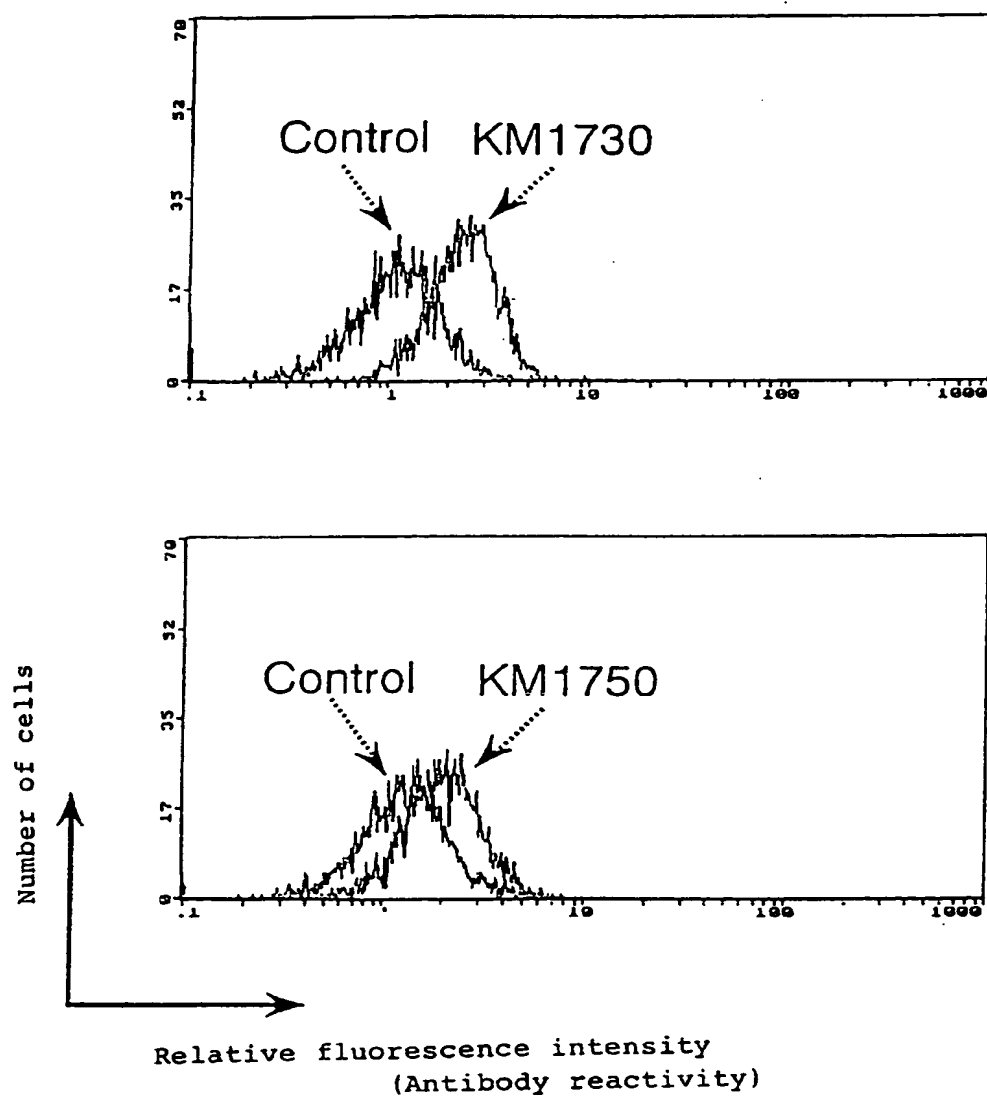 70
52
35
17
0
Control KM1730
.1 1 10 100 1000
70
52
35
17
0
Control KM1750
.1 1 10 100 1000
Number of cells
Relative fluorescence intensity
(Antibody reactivity)